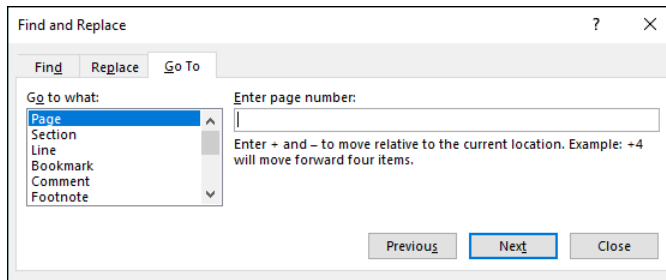 Find and Replace ?
Find Replace Go To
Go to what:
Page
Section
Line
Bookmark
Comment
Footnote
Enter page number:
Enter + and – to move relative to the current location. Example: +4
will move forward four items.
Previous Next Close